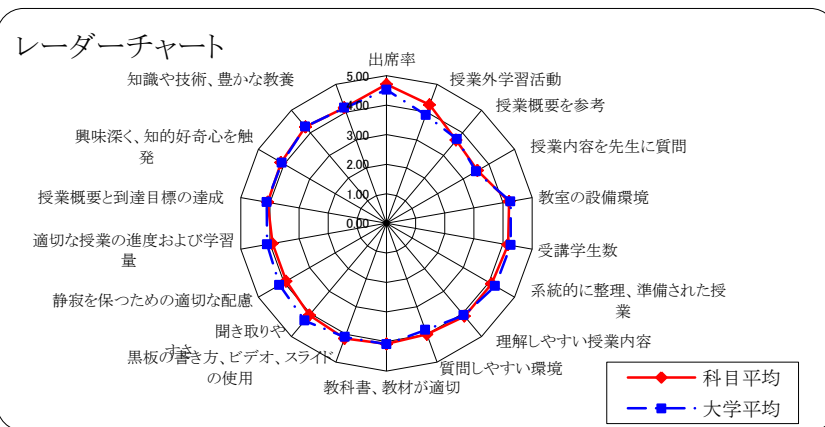 レーダーチャート
出席率
授業外学習活動
授業概要を参考
授業内容を先生に質問
教室の設備環境
受講学生数
系統的に整理、準備された授
業
理解しやすい授業内容
質問しやすい環境
教科書、教材が適切
黒板の書き方、ビデオ、スライド
の使用
聞き取りや
すさ
静寂を保つための適切な配慮
適切な授業の進度および学習
量
授業概要と到達目標の達成
興味深く、知的好奇心を触
発
知識や技術、豊かな教養
5.00
4.00
3.00
2.00
1.00
0.00
科目平均
大学平均